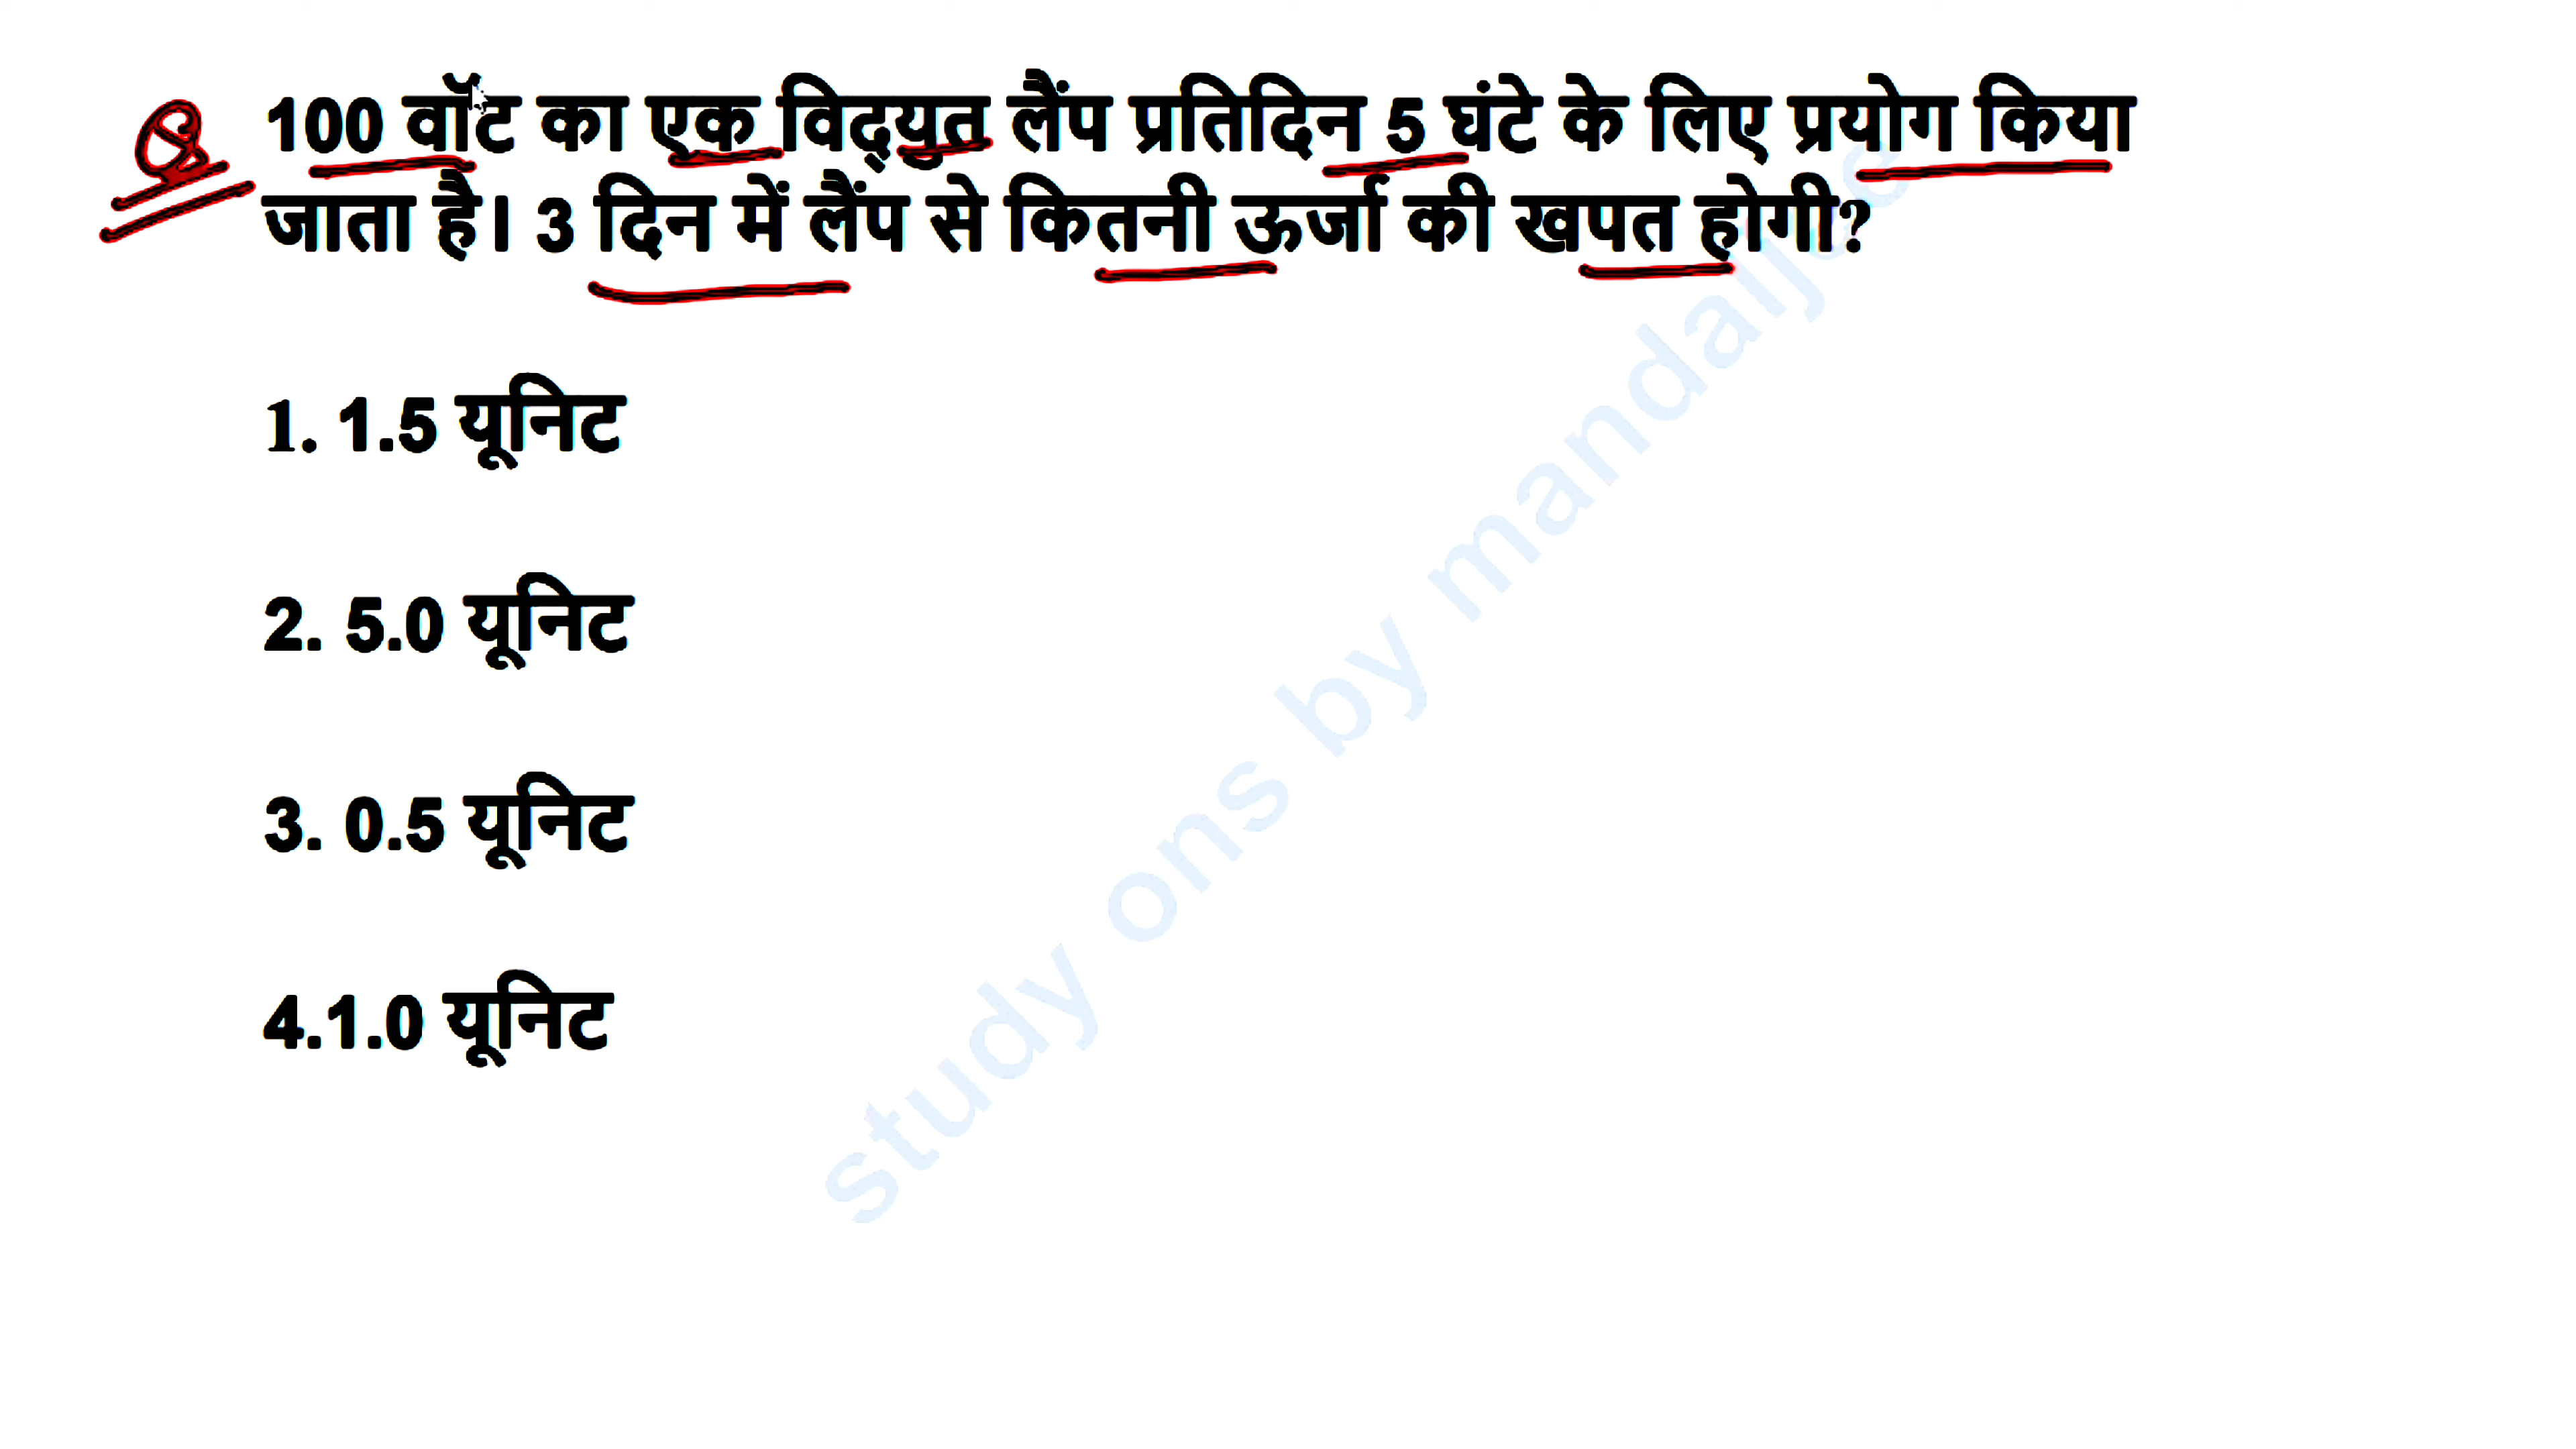 Q 100 वॉट का एक विद्युत लैंप प्रतिदिन 5 घंटे के लिए प्रयोग किया
जाता है। 3 दिन में लैंप से कितनी ऊर्जा की खपत होगी?
1. 1.5 यूनिट
2. 5.0 यूनिट
3. 0.5 यूनिट
4.1.0 यूनिट
study ons by mandaljee